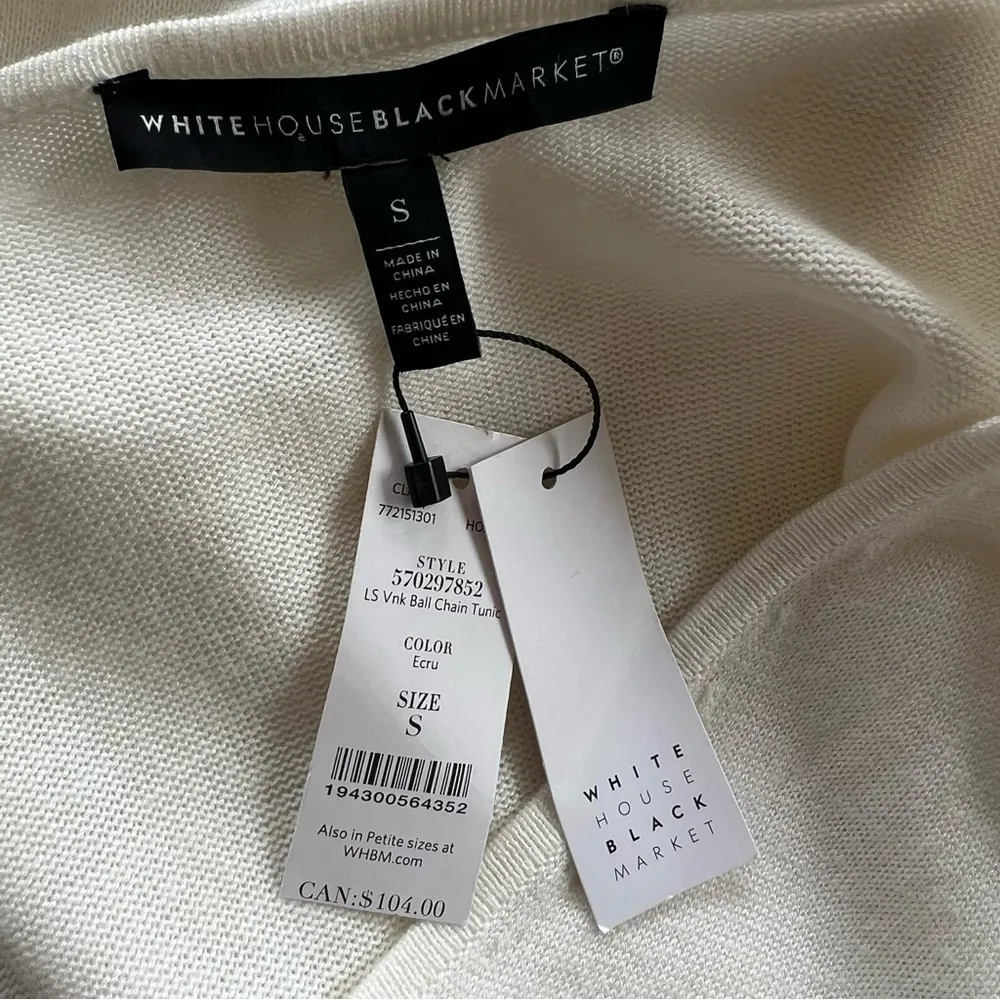 WHITEHOUSEBLACKMARKET®
S
S
MADE IN
CHINA
HECHO EN
CHINA
FABRIQUÉ EN
CHINE
772151301
STYLE
570297852
LS Vnk Ball Chain Tunic
COLOR
Ecru
SIZE
S
194300564352
Also in Petite sizes at
WHBM.com
CAN:$104.00
WHITE
HOUSE
BLACK
MARKET